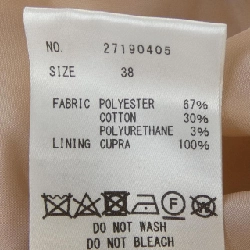 NO. 27190405
SIZE 38
FABRIC POLYESTER 67%
COTTON 30%
POLYURETHANE 3%
LINING CUPRA 100%
DO NOT WASH
DO NOT BLEACH